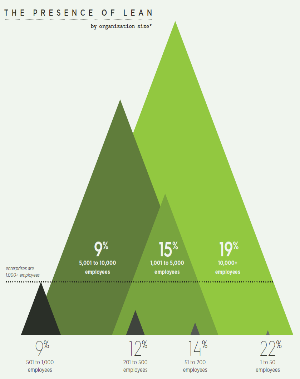 THE PRESENCE OF LEAN
by organization size*
9%
5,001 to 10,000
employees
15%
1,001 to 5,000
employees
19%
10,000+
employees
1,000+ employees
9%
501 to 1,000
employees
12%
201 to 500
employees
14%
51 to 200
employees
22%
1 to 50
employees